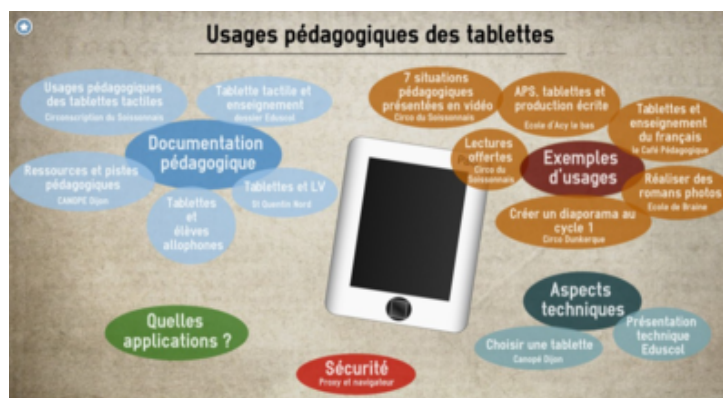 Usages pédagogiques des tablettes
Usages pédagogiques
des tablettes tactiles
Circonscription du Soissonnais
Tablette tactile et
enseignement
dossier Eduscol
Documentation
pédagogique
Ressources et pistes
pédagogiques
CANOPE Dijon
Tablettes et LV
St Quentin Nord
Tablettes
et
élèves
allophones
7 situations
pédagogiques
présentées en vidéo
Circo du Soissonnais
APS, tablettes et
production écrite
Ecole d'Acy le bas
Tablettes et
enseignement
du français
le Café Pédagogique
Lectures
offertes
Circo du
Soissonnais
Exemples
d'usages
Réaliser des
romans photos
Ecole de Braine
Créer un diaporama au
cycle 1
Circo Dunkerque
Aspects
techniques
Choisir une tablette
Canopé Dijon
Présentation
technique
Eduscol
Quelles
applications ?
Sécurité
Proxy et navigateur